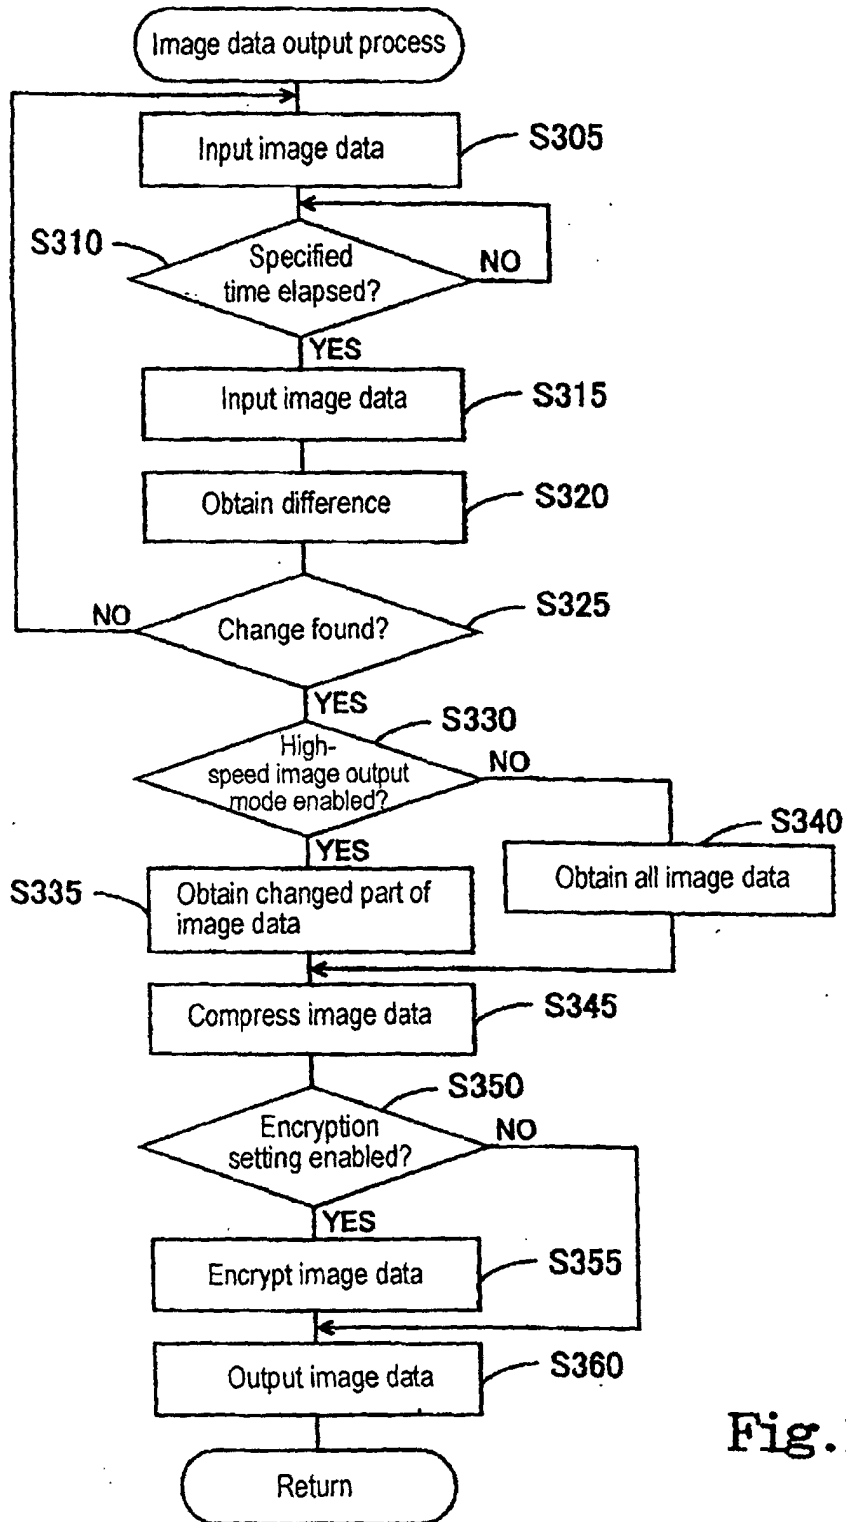 Image data output process
Input image data
S305
S310
Specified
time elapsed?
NO
YES
Input image data
S315
Obtain difference
S320
NO
Change found?
S325
YES
S330
High-
speed image output
mode enabled?
NO
YES
S340
Obtain all image data
S335
Obtain changed part of
image data
Compress image data
S345
S350
Encryption
setting enabled?
NO
YES
Encrypt image data
S355
Output image data
S360
Return
Fig.